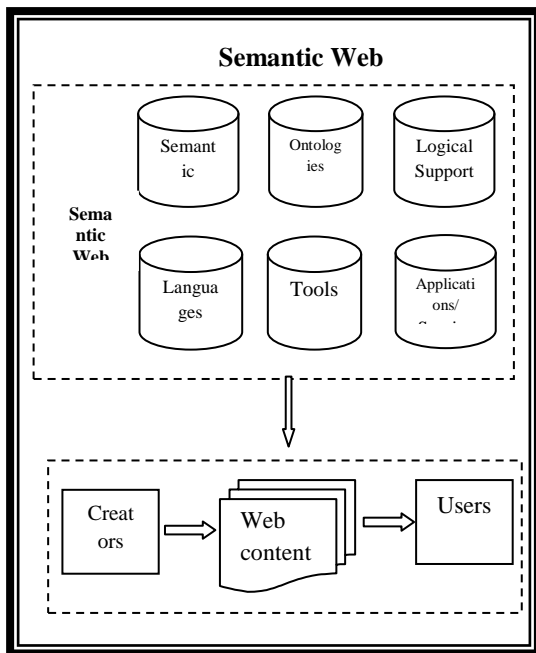 Semantic Web
Semant
ic
Ontolog
ies
Logical
Support
Sema
ntic
Web
Langua
ges
Tools
Applicati
ons/
Creat
ors
Web
content
Users